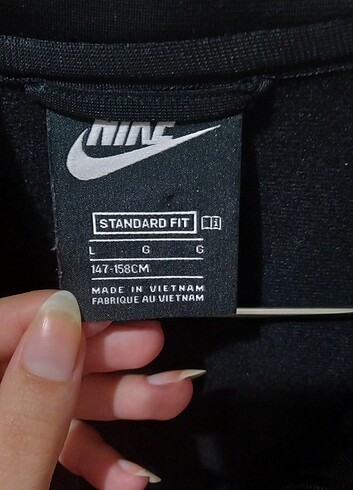 NIKE
STANDARD FIT
L G G
147-158CM
MADE IN VIETNAM
FABRIQUE AU VIETNAM